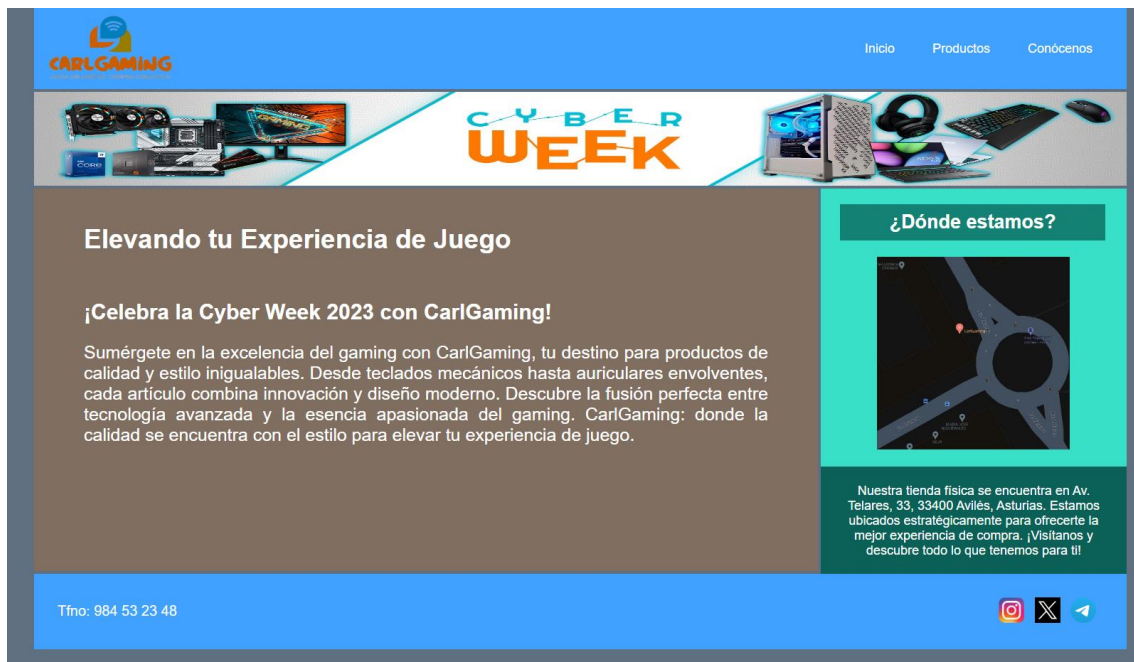 CARLGAMING
Inicio Productos Conócenos
CYBER
WEEK
CORE
GAMING
Elevando tu Experiencia de Juego
¡Celebra la Cyber Week 2023 con CarlGaming!
Sumérgete en la excelencia del gaming con CarlGaming, tu destino para productos de
calidad y estilo inigualables. Desde teclados mecánicos hasta auriculares envolventes,
cada artículo combina innovación y diseño moderno. Descubre la fusión perfecta entre
tecnología avanzada y la esencia apasionada del gaming. CarlGaming: donde la
calidad se encuentra con el estilo para elevar tu experiencia de juego.
¿Dónde estamos?
Nuestra tienda física se encuentra en Av.
Telares, 33, 33400 Avilés, Asturias. Estamos
ubicados estratégicamente para ofrecerte la
mejor experiencia de compra. ¡Visítanos y
descubre todo lo que tenemos para ti!
Tfno: 984 53 23 48